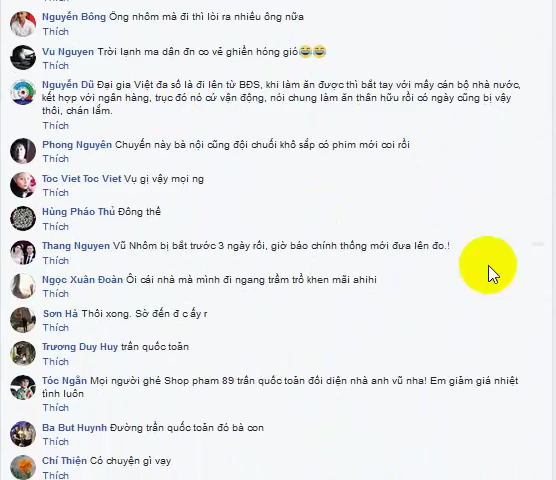 Nguyễn Bông Ông nhôm mà đi thì lòi ra nhiều ông nữa
Thích
Vu Nguyen Trời lạnh ma dân đn co vẻ ghiền hóng gió😂😂
Thích
Nguyễn Dũ Đại gia Việt đa số là đi lên từ BĐS, khi làm ăn được thì bắt tay với mấy cán bộ nhà nước,
kết hợp với ngân hàng, trục đó nó cứ vận động, nói chung làm ăn thân hữu rồi có ngày cũng bị vậy
thôi, chán lắm.
Thích
Phong Nguyên Chuyến này bà nội cũng đội chuối khô sắp có phim mới coi rồi
Thích
Toc Viet Toc Viet Vụ gị vậy mọi ng
Thích
Hùng Pháo Thủ Đông thế
Thích
Thang Nguyen Vũ Nhôm bị bắt trước 3 ngày rồi, giờ báo chính thống mới đưa lên đo.!
Thích
Ngọc Xuân Đoàn Ôi cái nhà mà mình đi ngang trầm trồ khen mãi ahihi
Thích
Sơn Hà Thôi xong. Sờ đến đ c ấy r
Thích
Trương Duy Huy trần quốc toản
Thích
Tóc Ngắn Mọi người ghé Shop pham 89 trần quốc toản đối diện nhà anh vũ nha! Em giảm giá nhiệt
tình luôn
Thích
Ba But Huynh Đường trần quốc toản đó bà con
Thích
Chí Thiện Có chuyện gì vạy
Thích